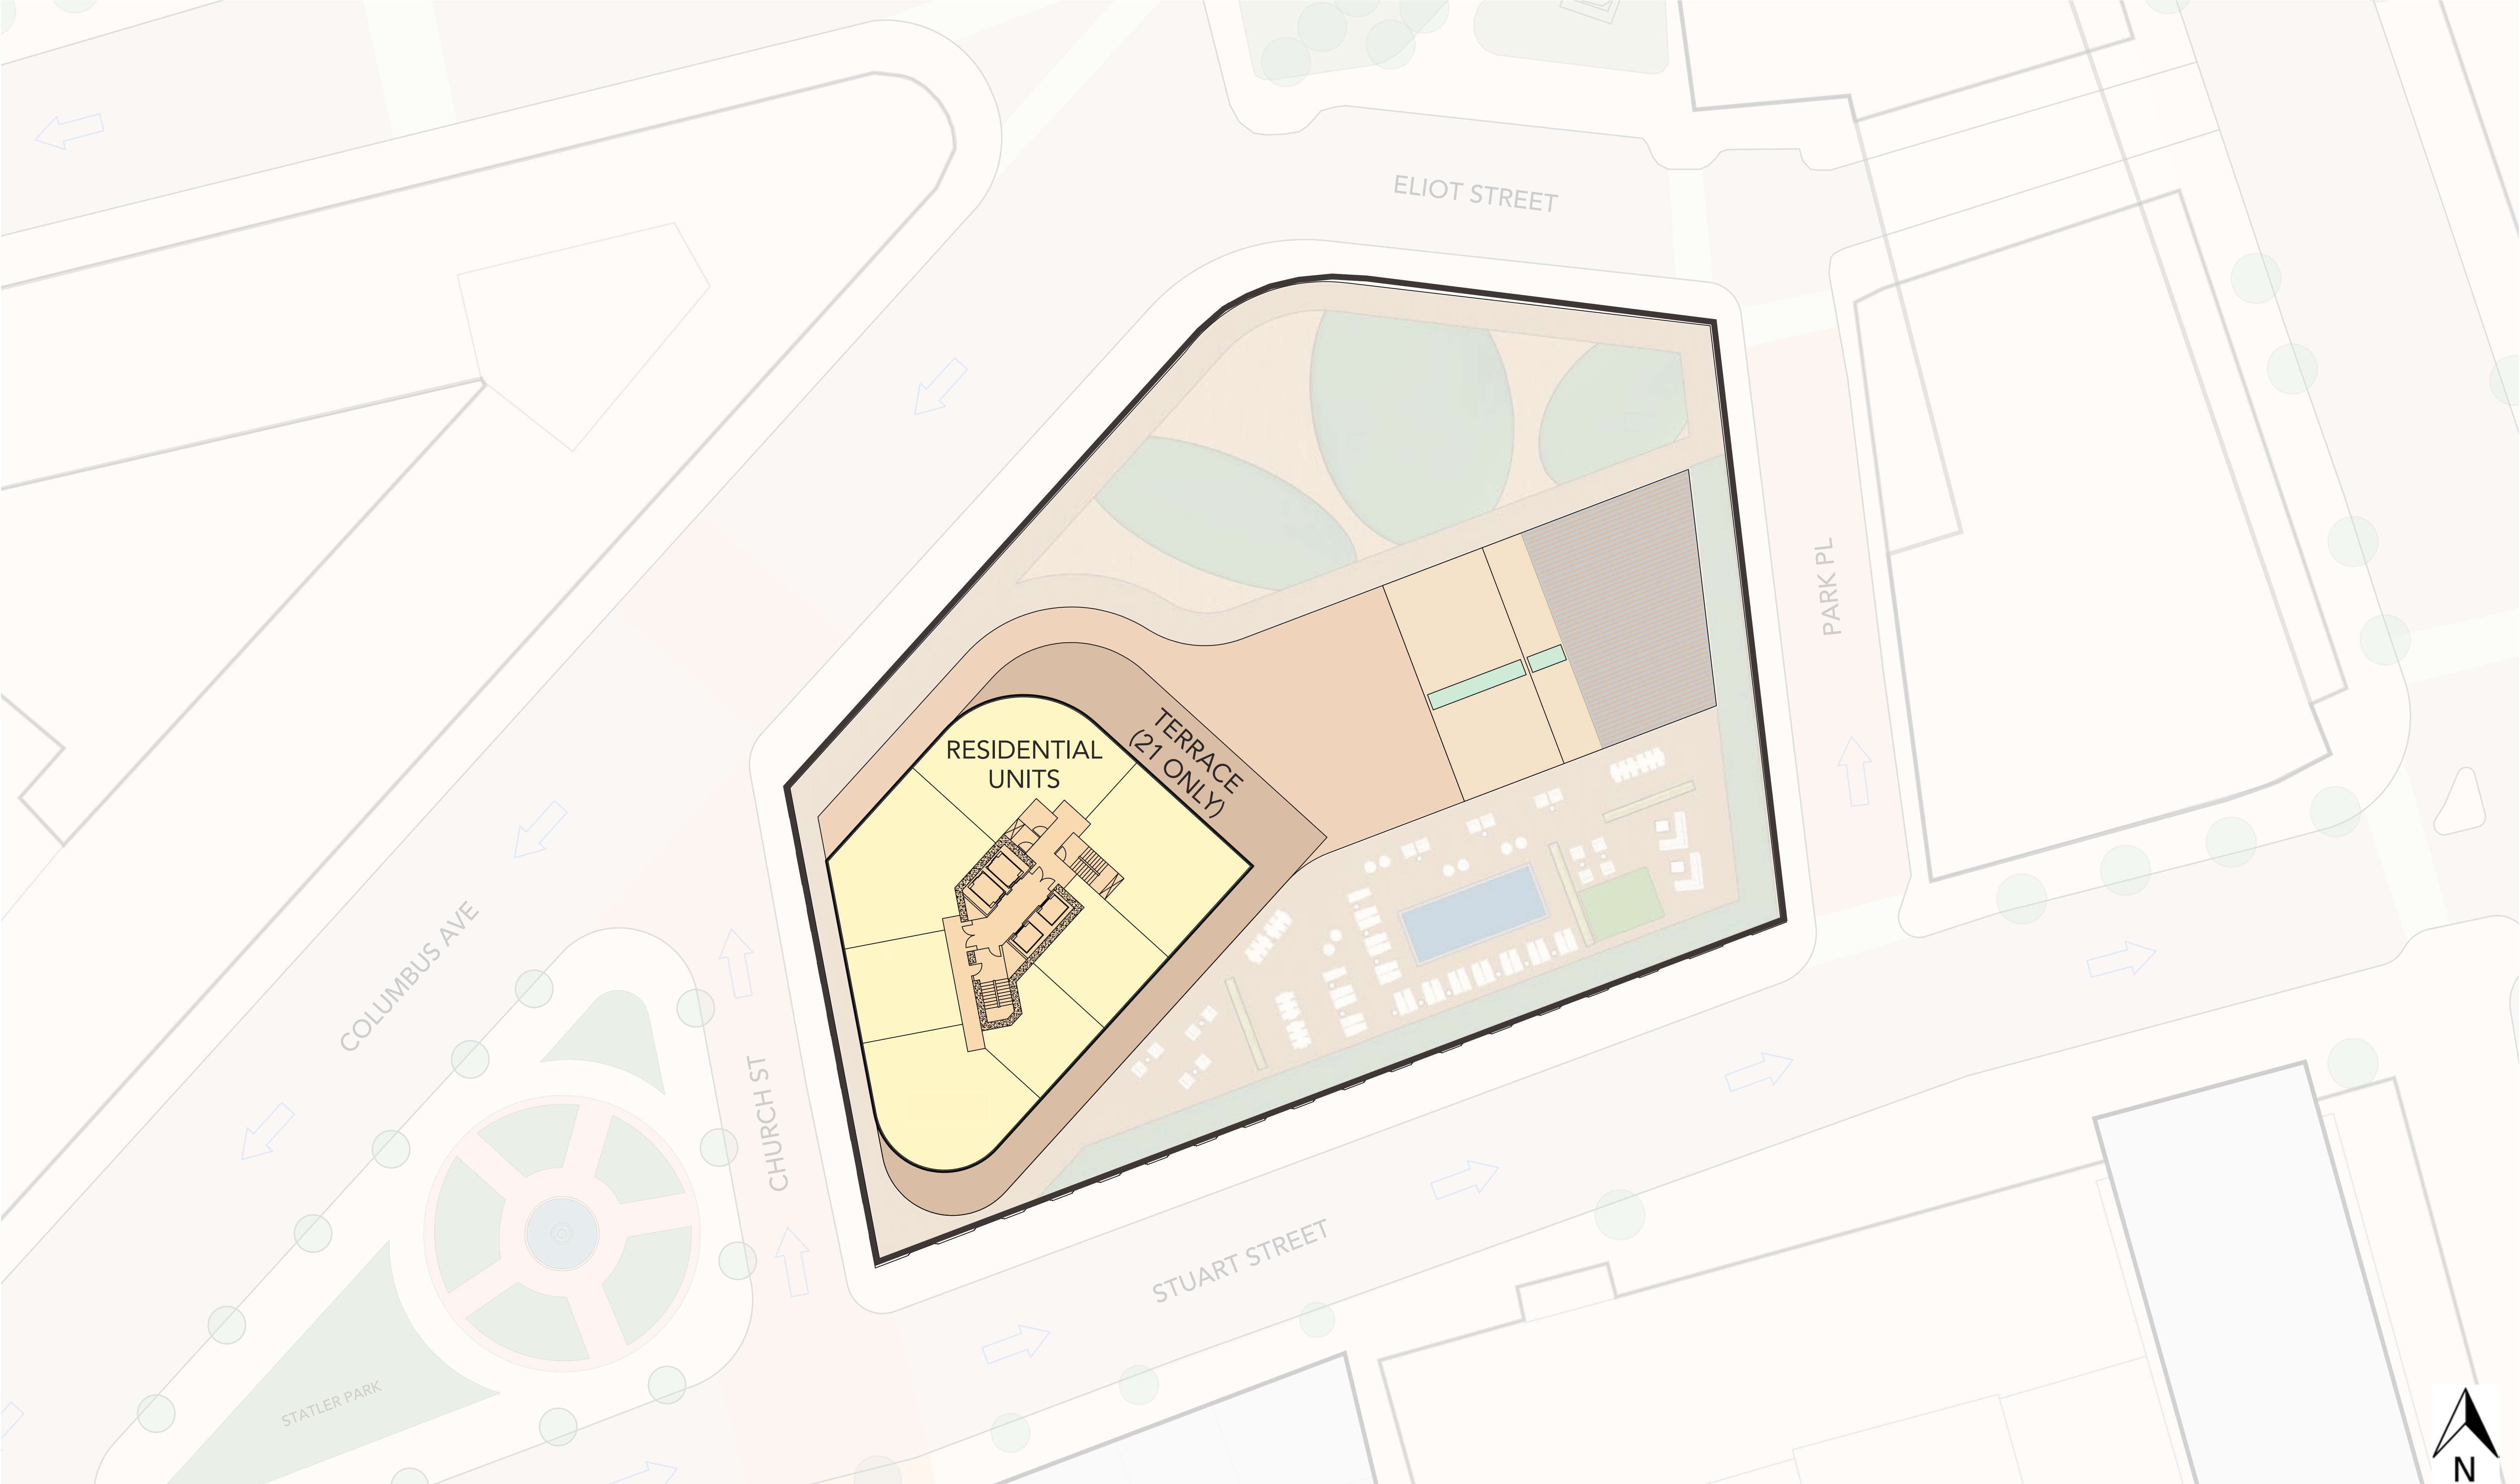 ELIOT STREET
PARK PL
RESIDENTIAL
UNITS
TERRACE
(21 ONLY)
COLUMBUS AVE
CHURCH ST
STUART STREET
STATLER PARK
N